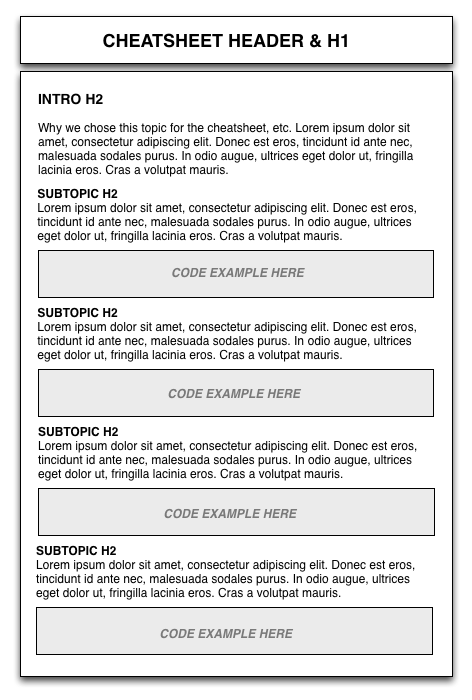 CHEATSHEET HEADER & H1
INTRO H2
Why we chose this topic for the cheatsheet, etc. Lorem ipsum dolor sit
amet, consectetur adipiscing elit. Donec est eros, tincidunt id ante nec,
malesuada sodales purus. In odio augue, ultrices eget dolor ut, fringilla
lacinia eros. Cras a volutpat mauris.
SUBTOPIC H2
Lorem ipsum dolor sit amet, consectetur adipiscing elit. Donec est eros,
tincidunt id ante nec, malesuada sodales purus. In odio augue, ultrices
eget dolor ut, fringilla lacinia eros. Cras a volutpat mauris.
CODE EXAMPLE HERE
SUBTOPIC H2
Lorem ipsum dolor sit amet, consectetur adipiscing elit. Donec est eros,
tincidunt id ante nec, malesuada sodales purus. In odio augue, ultrices
eget dolor ut, fringilla lacinia eros. Cras a volutpat mauris.
CODE EXAMPLE HERE
SUBTOPIC H2
Lorem ipsum dolor sit amet, consectetur adipiscing elit. Donec est eros,
tincidunt id ante nec, malesuada sodales purus. In odio augue, ultrices
eget dolor ut, fringilla lacinia eros. Cras a volutpat mauris.
CODE EXAMPLE HERE
SUBTOPIC H2
Lorem ipsum dolor sit amet, consectetur adipiscing elit. Donec est eros,
tincidunt id ante nec, malesuada sodales purus. In odio augue, ultrices
eget dolor ut, fringilla lacinia eros. Cras a volutpat mauris.
CODE EXAMPLE HERE